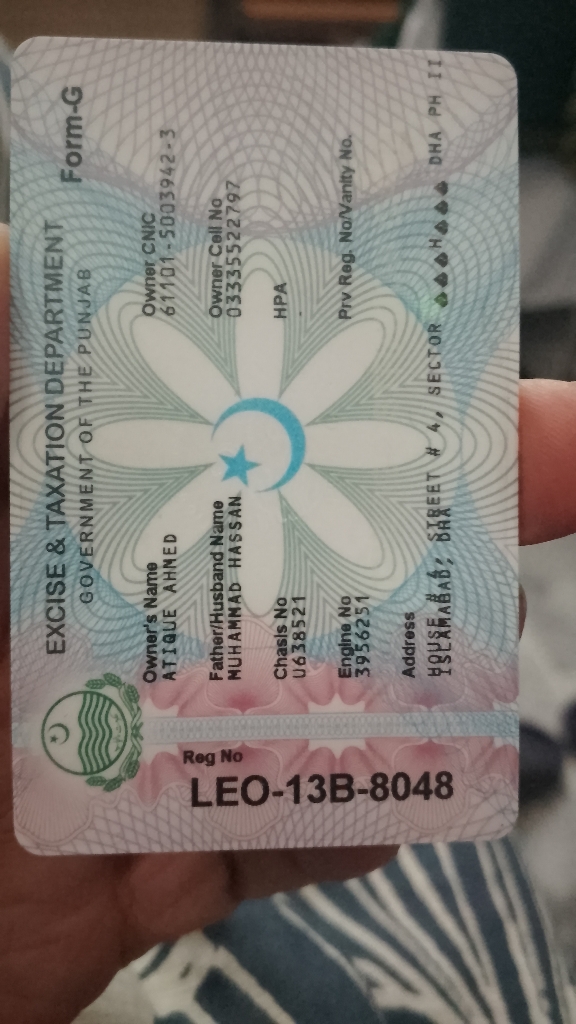 EXCISE & TAXATION DEPARTMENT
Form-G
GOVERNMENT OF THE PUNJAB
Owner's Name
ATIQUE AHMED
Owner CNIC
61101-5003942-3
Father/Husband Name
MUHAMMAD HASSAN
Owner Cell No
03335522797
Chasis No
U638521
HPA
-
Engine No
3956251
Prv Reg. No/Vanity No.
Address
HOUSE # 4, STREET # 4, SECTOR DHA PH II
ISLAMABAD; DHA
Reg No
LEO-13B-8048